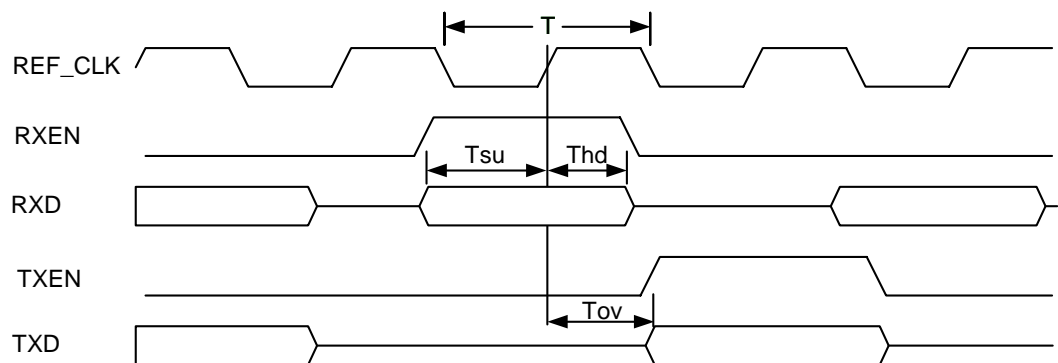 T
REF_CLK
RXEN
Tsu
Thd
RXD
TXEN
Tov
TXD